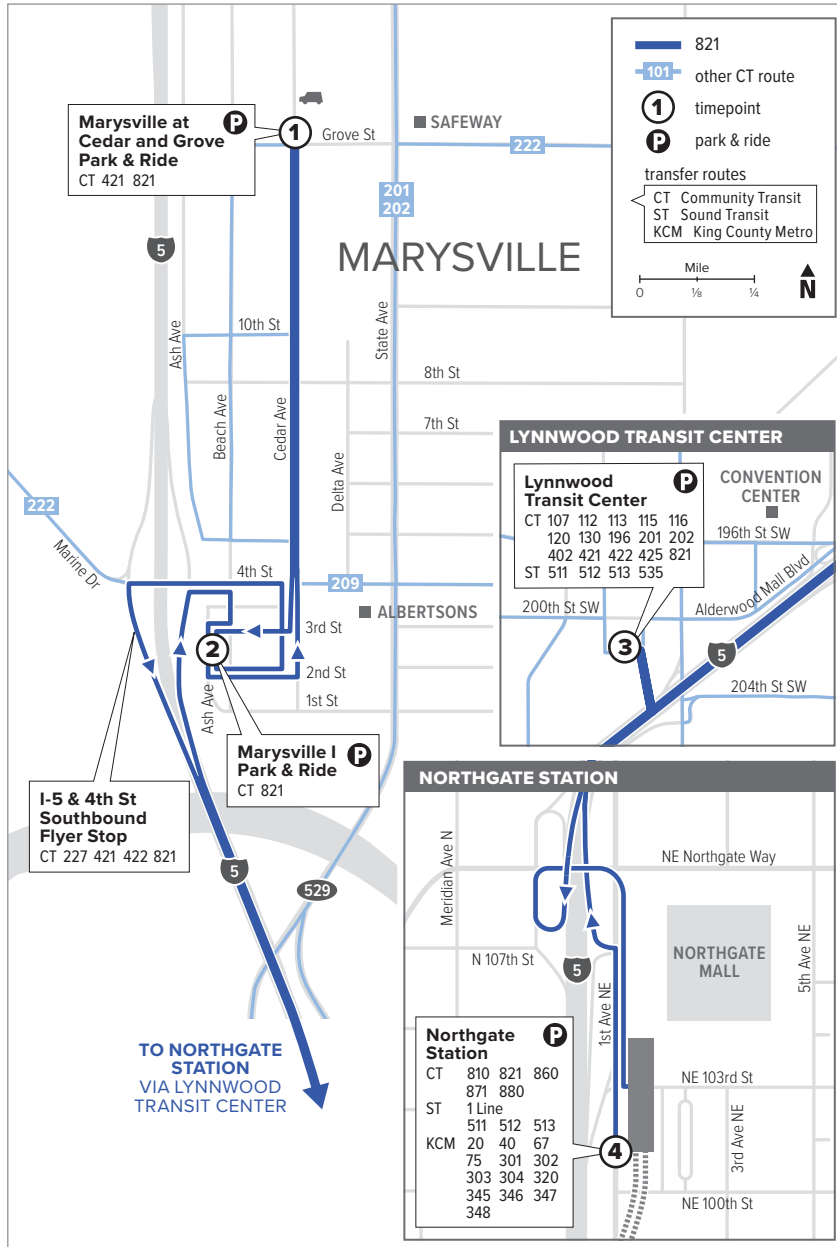 821
101
other CT route
1
timepoint
P
park & ride
transfer routes
CT Community Transit
ST Sound Transit
KCM King County Metro
Mile
0 ⅛ ¼
N
Marysville at
Cedar and Grove
Park & Ride
CT 421 821
P
1
Grove St
SAFEWAY
222
201
202
5
MARYSVILLE
Ash Ave
10th St
State Ave
8th St
Beach Ave
Cedar Ave
7th St
Delta Ave
222
Marine Dr
4th St
209
3rd St
ALBERTSONS
2
2nd St
Ash Ave
1st St
Marysville I
Park & Ride
CT 821
P
I-5 & 4th St
Southbound
Flyer Stop
CT 227 421 422 821
5
529
TO NORTHGATE
STATION
VIA LYNNWOOD
TRANSIT CENTER
LYNNWOOD TRANSIT CENTER
Lynnwood
Transit Center
P
CT 107 112 113 115 116
120 130 196 201 202
402 421 422 425 821
ST 511 512 513 535
CONVENTION
CENTER
196th St SW
Alderwood Mall Blvd
200th St SW
3
5
204th St SW
NORTHGATE STATION
Meridian Ave N
NE Northgate Way
N 107th St
5
NORTHGATE
MALL
5th Ave NE
1st Ave NE
Northgate
Station
P
CT 810 821 860
871 880
ST 1 Line
511 512 513
KCM 20 40 67
75 301 302
303 304 320
345 346 347
348
4
NE 103rd St
3rd Ave NE
NE 100th St